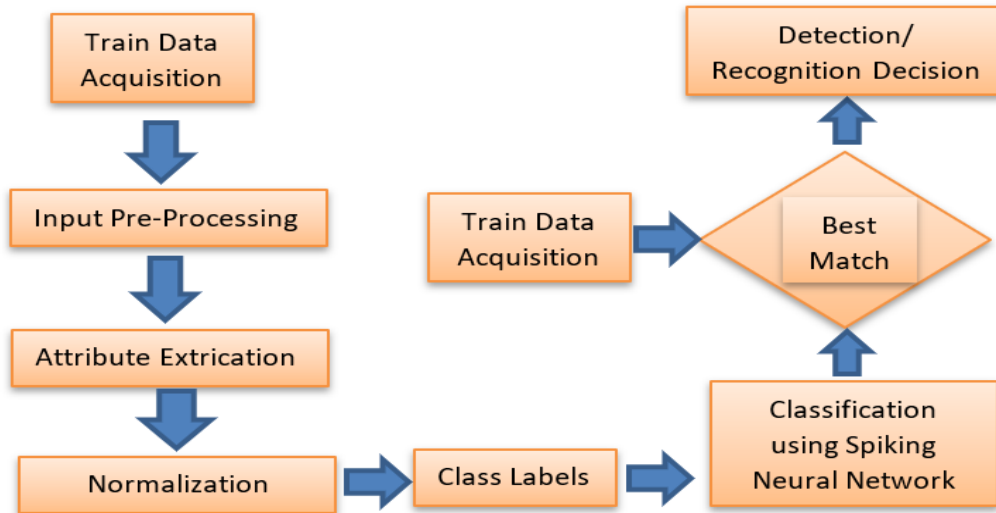 Train Data
Acquisition
Input Pre-Processing
Attribute Extrication
Normalization
Class Labels
Classification
using Spiking
Neural Network
Train Data
Acquisition
Best
Match
Detection/
Recognition Decision